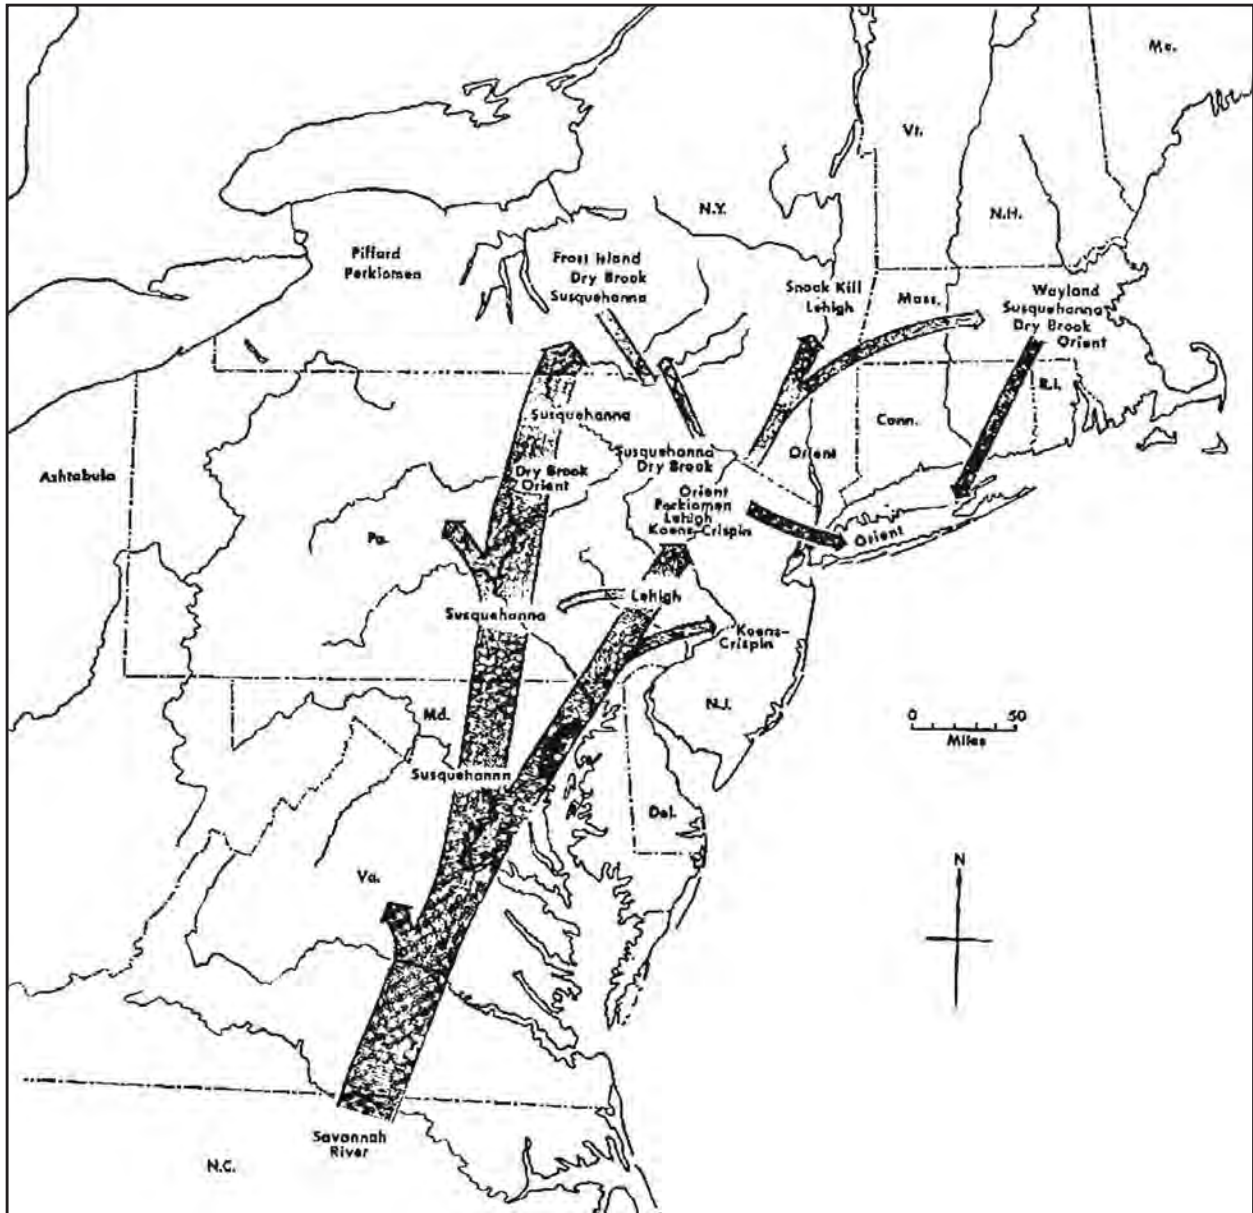 Me.
Vt.
N.Y.
N.H.
Piffard
Perkiomen
Frost Island
Dry Brook
Susquehanna
Snook Kill
Lehigh
Mass.
Wayland
Susquehanna
Dry Brook
Orient
R.I.
Conn.
Susquehanna
Ashtabula
Dry Brook
Orient
Susquehanna
Dry Brook
Orient
Orient
Perkiomen
Lehigh
Koens-Crispin
Orient
Pa.
Susquehanna
Lehigh
Koens-
Crispin
N.J.
Md.
0 50
Miles
Susquehannn
Del.
Va.
N
Savannah
River
N.C.